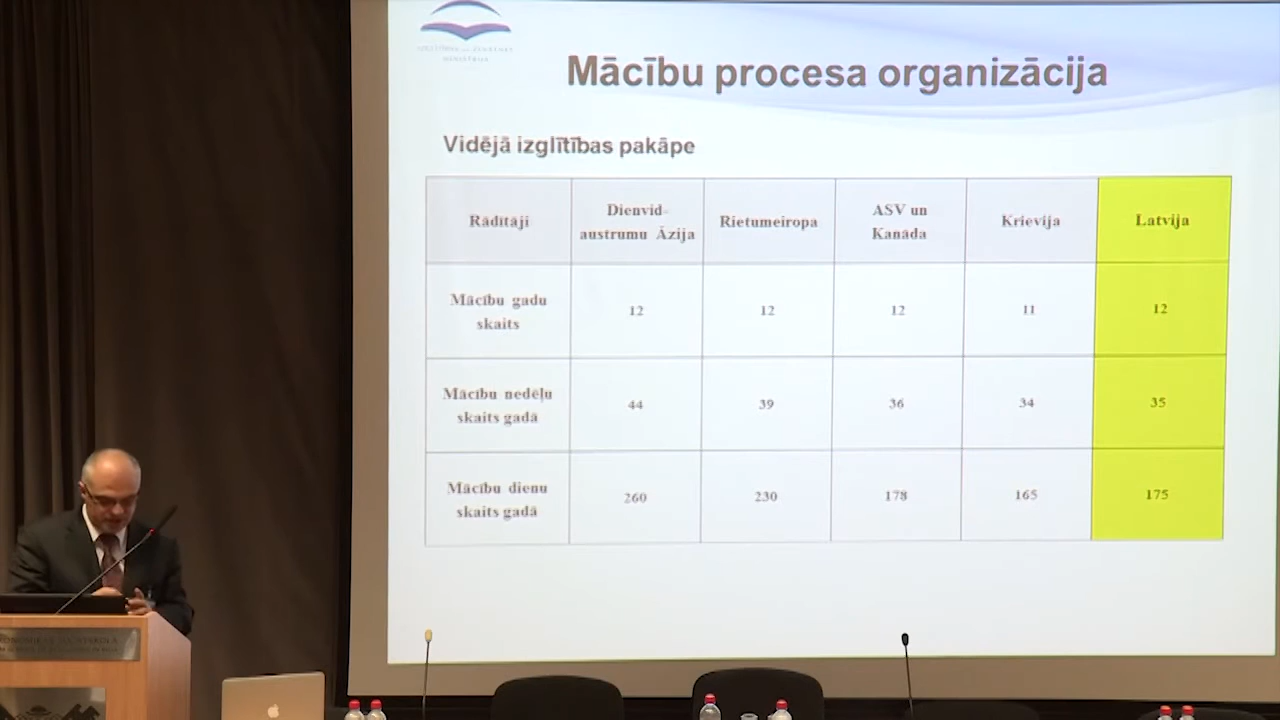 Mācību procesa organizācija
Vidējā izglītības pakāpe
Rādītāji
Dienvid-
austrumu Āzija
Rietumeiropa
ASV un
Kanāda
Krievija
Latvija
Mācību gadu
skaits
12
12
12
11
12
Mācību nedēļu
skaits gadā
44
39
36
34
35
Mācību dienu
skaits gadā
260
230
178
165
175